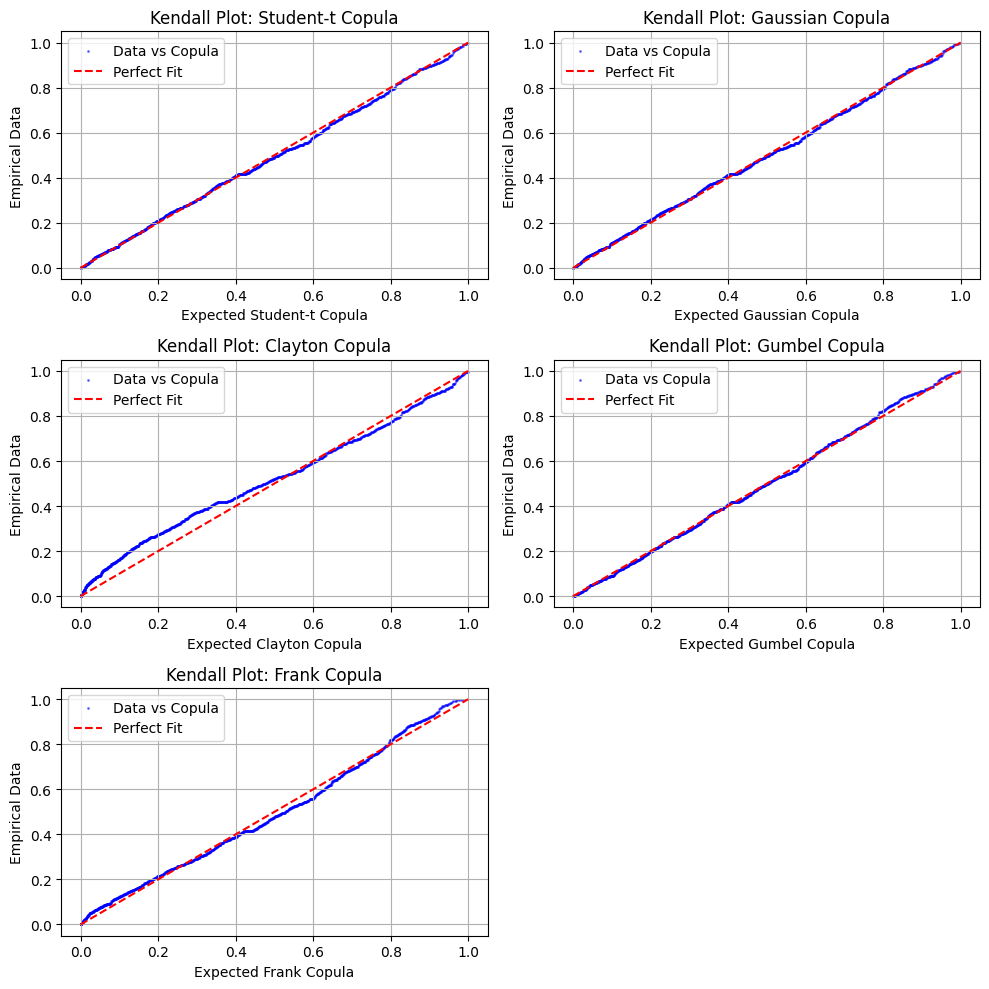 Kendall Plot: Student-t Copula
Data vs Copula
Perfect Fit
Empirical Data
1.0
0.8
0.6
0.4
0.2
0.0
0.0 0.2 0.4 0.6 0.8 1.0
Expected Student-t Copula
Kendall Plot: Gaussian Copula
Data vs Copula
Perfect Fit
Empirical Data
1.0
0.8
0.6
0.4
0.2
0.0
0.0 0.2 0.4 0.6 0.8 1.0
Expected Gaussian Copula
Kendall Plot: Clayton Copula
Data vs Copula
Perfect Fit
Empirical Data
1.0
0.8
0.6
0.4
0.2
0.0
0.0 0.2 0.4 0.6 0.8 1.0
Expected Clayton Copula
Kendall Plot: Gumbel Copula
Data vs Copula
Perfect Fit
Empirical Data
1.0
0.8
0.6
0.4
0.2
0.0
0.0 0.2 0.4 0.6 0.8 1.0
Expected Gumbel Copula
Kendall Plot: Frank Copula
Data vs Copula
Perfect Fit
Empirical Data
1.0
0.8
0.6
0.4
0.2
0.0
0.0 0.2 0.4 0.6 0.8 1.0
Expected Frank Copula